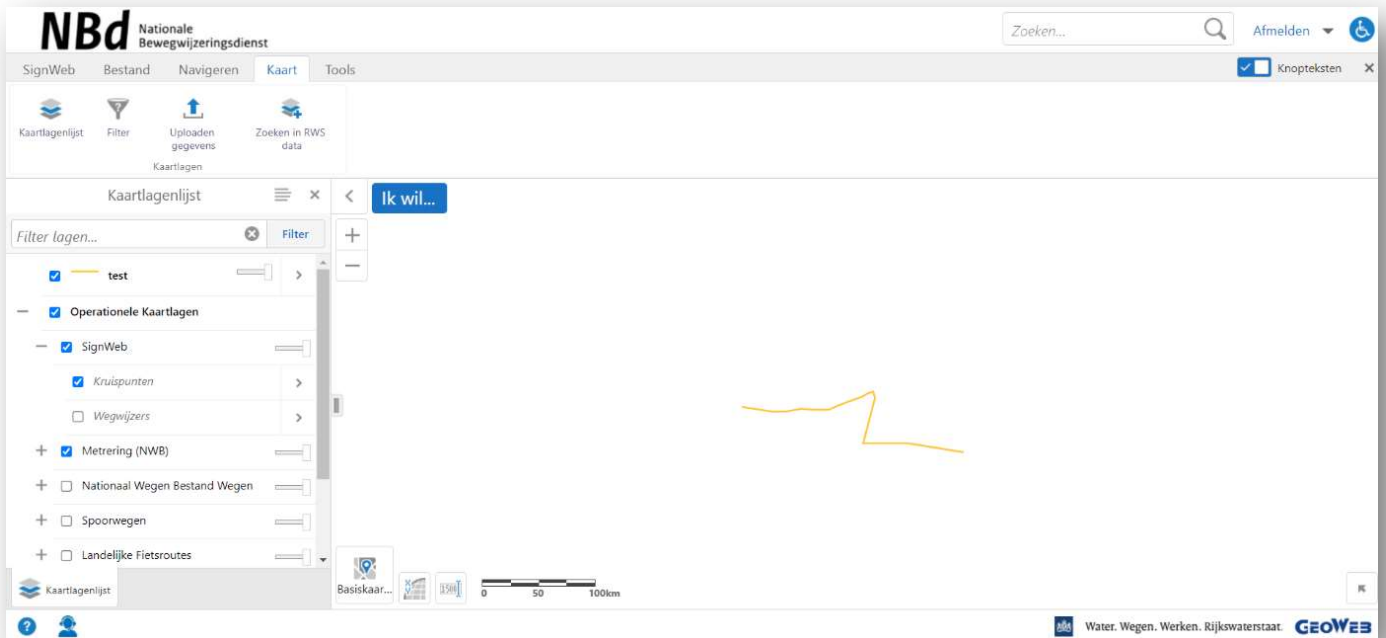 NBd Nationale
Bewegwijzeringsdienst
Zoeken...
Afmelden
SignWeb Bestand Navigeren Kaart Tools
Knopteksten
Kaartlagenlijst Filter Uploaden Zoeken in RWS
gegevens data
Kaartlagen
Kaartlagenlijst
Ik wil...
Filter lagen... Filter
test
Operationele Kaartlagen
SignWeb
Kruispunten
Wegwijzers
Metrering (NWB)
Nationaal Wegen Bestand Wegen
Spoorwegen
Landelijke Fietsroutes
Basiskaar...
0 50 100km
Kaartlagenlijst
Water. Wegen. Werken. Rijkswaterstaat. GEOWEB